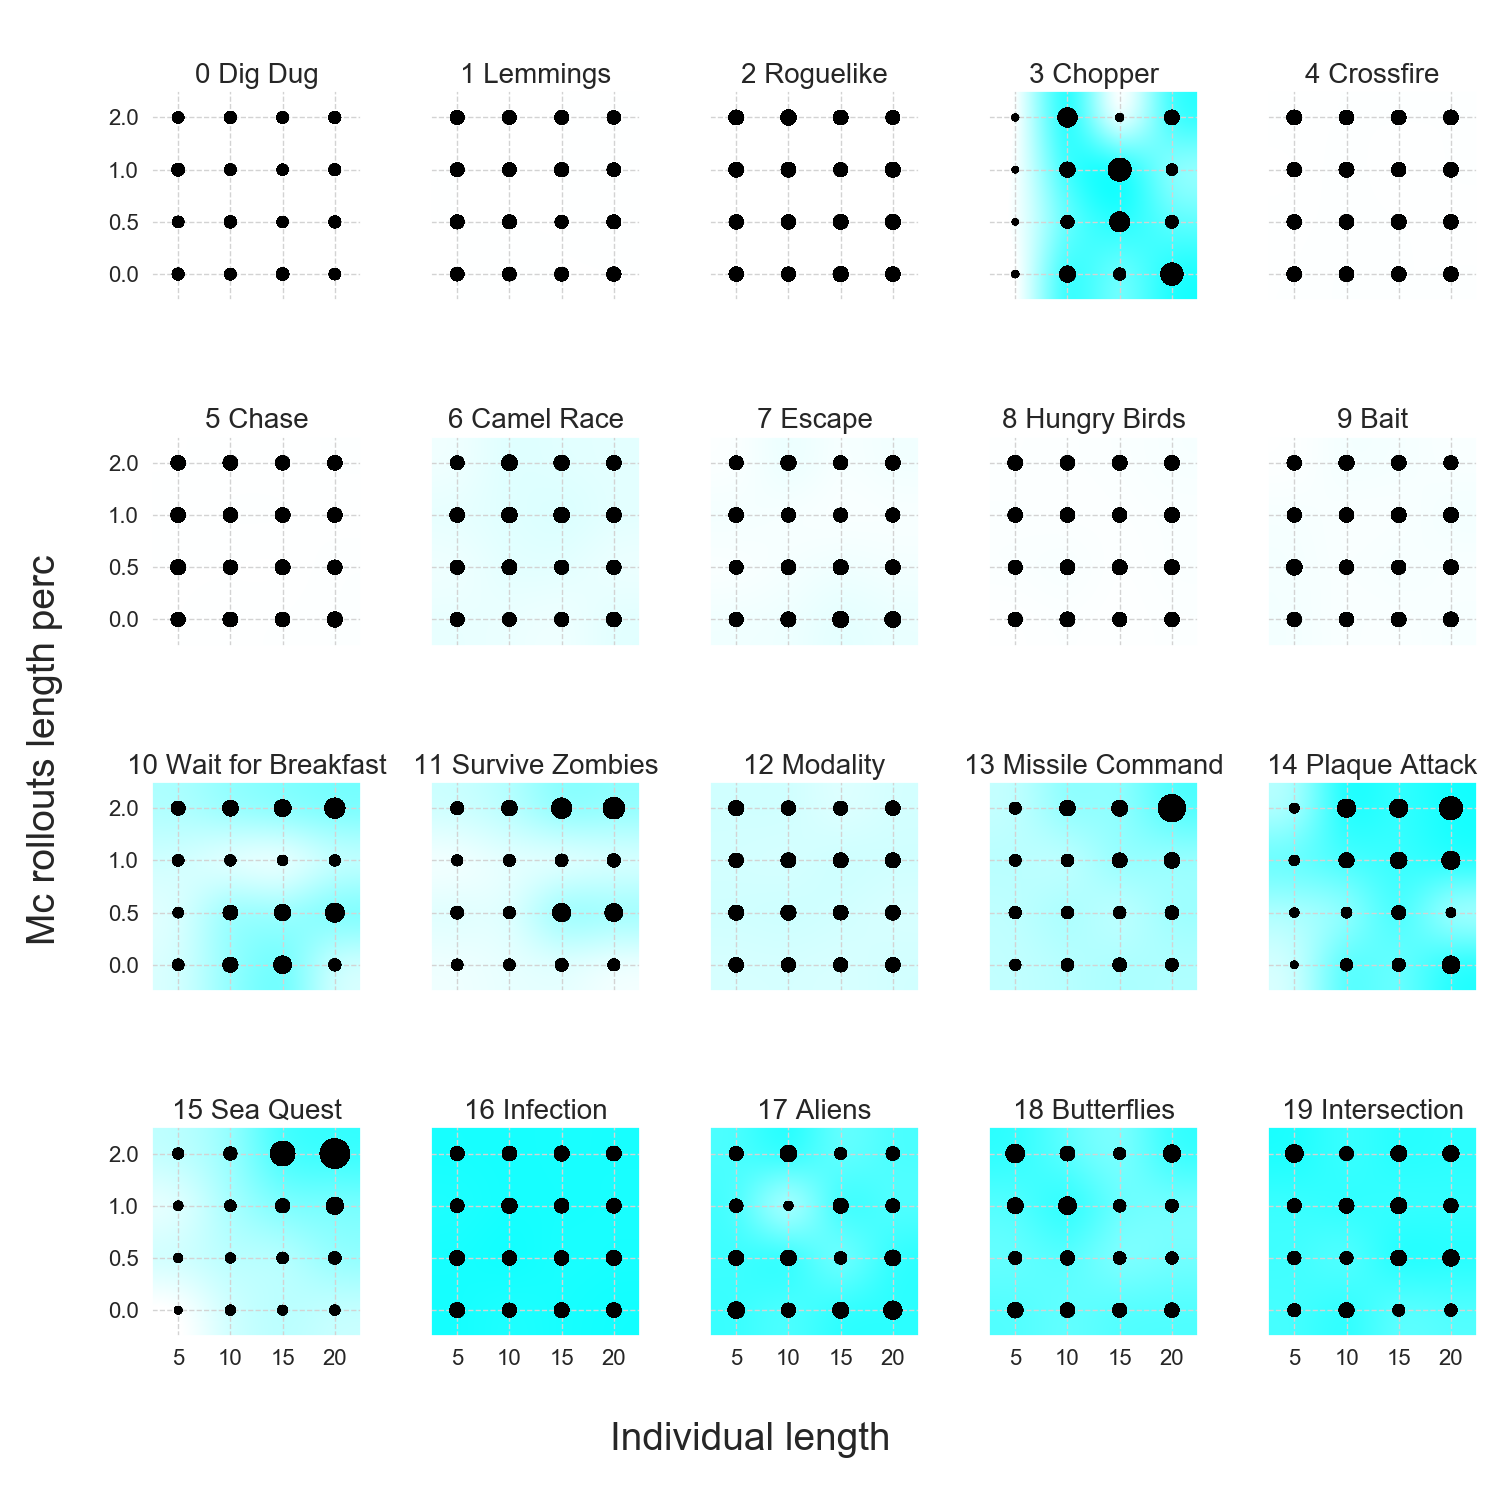 0 Dig Dug 1 Lemmings 2 Roguelike 3 Chopper 4 Crossfire
2.0
1.0
0.5
0.0
5 Chase 6 Camel Race 7 Escape 8 Hungry Birds 9 Bait
2.0
1.0
0.5
0.0
10 Wait for Breakfast 11 Survive Zombies 12 Modality 13 Missile Command 14 Plaque Attack
2.0
1.0
0.5
0.0
15 Sea Quest 16 Infection 17 Aliens 18 Butterflies 19 Intersection
2.0
1.0
0.5
0.0
5 10 15 20 5 10 15 20 5 10 15 20 5 10 15 20 5 10 15 20
Mc rollouts length perc
Individual length